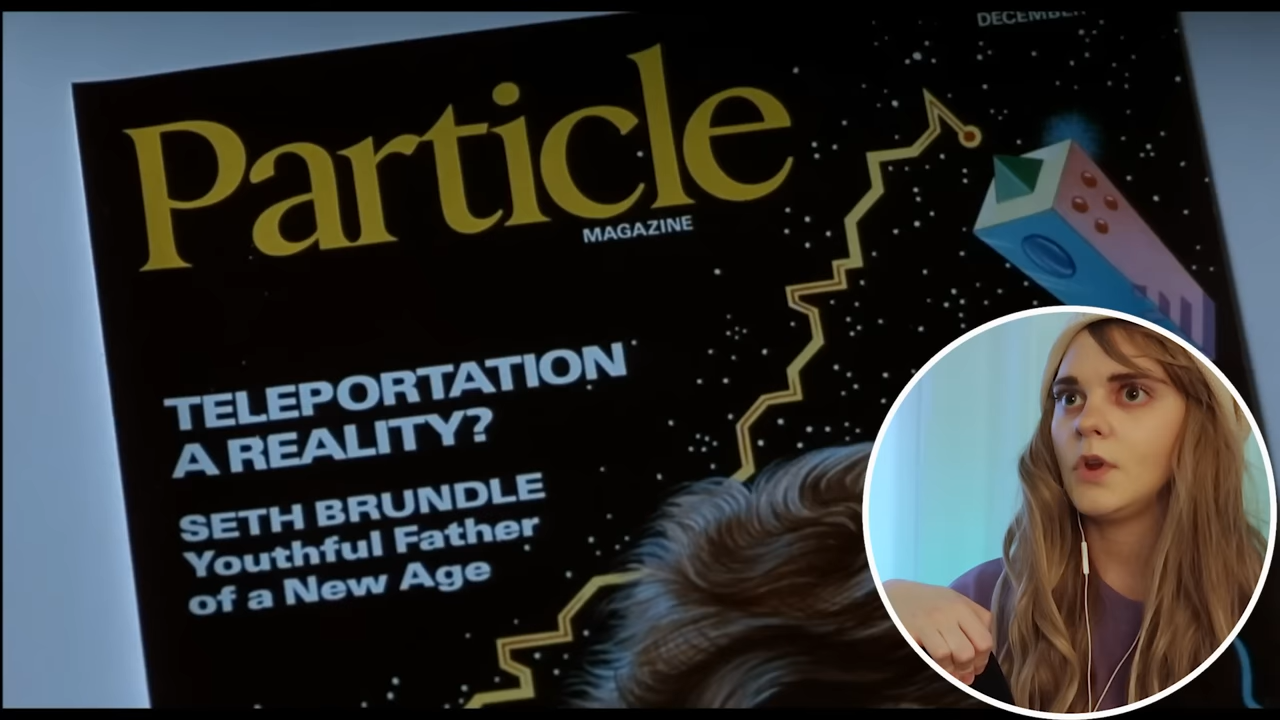 DECEMBER
Particle
MAGAZINE
TELEPORTATION
A REALITY?
SETH BRUNDLE
Youthful Father
of a New Age